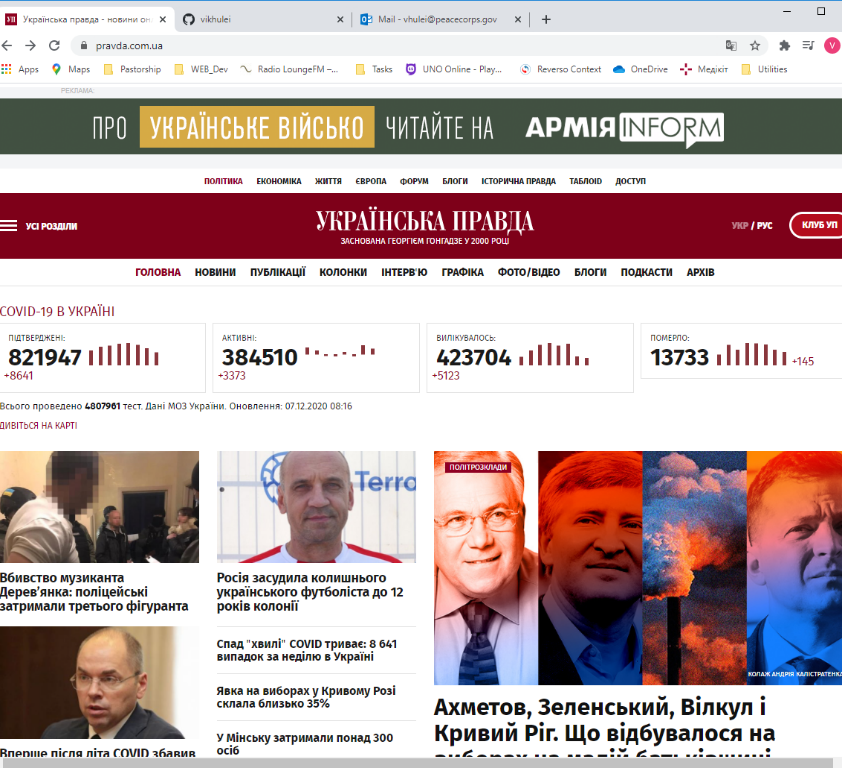 Українська правда - новини он
vikhulei
Mail - vhulei@peacecorps.gov
pravda.com.ua
V
Apps
Maps
Pastorship
WEB_Dev
Radio LoungeFM –...
Tasks
UNO Online - Play...
Reverso Context
OneDrive
Медікіт
Utilities
РЕКЛАМА:
ПРО УКРАЇНСЬКЕ ВІЙСЬКО ЧИТАЙТЕ НА АРМІЯINFORM
ПОЛІТИКА ЕКОНОМІКА ЖИТТЯ ЄВРОПА ФОРУМ БЛОГИ ІСТОРИЧНА ПРАВДА ТАБЛОІД ДОСТУП
УСІ РОЗДІЛИ
УКРАЇНСЬКА ПРАВДА
ЗАСНОВАНА ГЕОРГІЄМ ҐОНҐАДЗЕ У 2000 РОЦІ
УКР / РУС
КЛУБ УП
ГОЛОВНА НОВИНИ ПУБЛІКАЦІЇ КОЛОНКИ ІНТЕРВ'Ю ГРАФІКА ФОТО/ВІДЕО БЛОГИ ПОДКАСТИ АРХІВ
COVID-19 В УКРАЇНІ
ПІДТВЕРДЖЕНІ:
821947
+8641
АКТИВНІ:
384510
+3373
ВИЛІКУВАЛОСЬ:
423704
+5123
ПОМЕРЛО:
13733
+145
Всього проведено 4807961 тест. Дані МОЗ України. Оновлення: 07.12.2020 08:16
ДИВІТЬСЯ НА КАРТІ
Вбивство музиканта
Дерев'янка: поліцейські
затримали третього фігуранта
Вперше після літа COVID збавив
Terro
Росія засудила колишнього
українського футболіста до 12
років колонії
Спад "хвилі" COVID триває: 8 641
випадок за неділю в Україні
Явка на виборах у Кривому Розі
склала близько 35%
У Мінську затримали понад 300
осіб
ПОЛІТРОЗКЛАДИ
КОЛАЖ АНДРІЯ КАЛІСТРАТЕНКА
Ахметов, Зеленський, Вілкул і
Кривий Ріг. Що відбувалося на
виборах на малій батьківщині